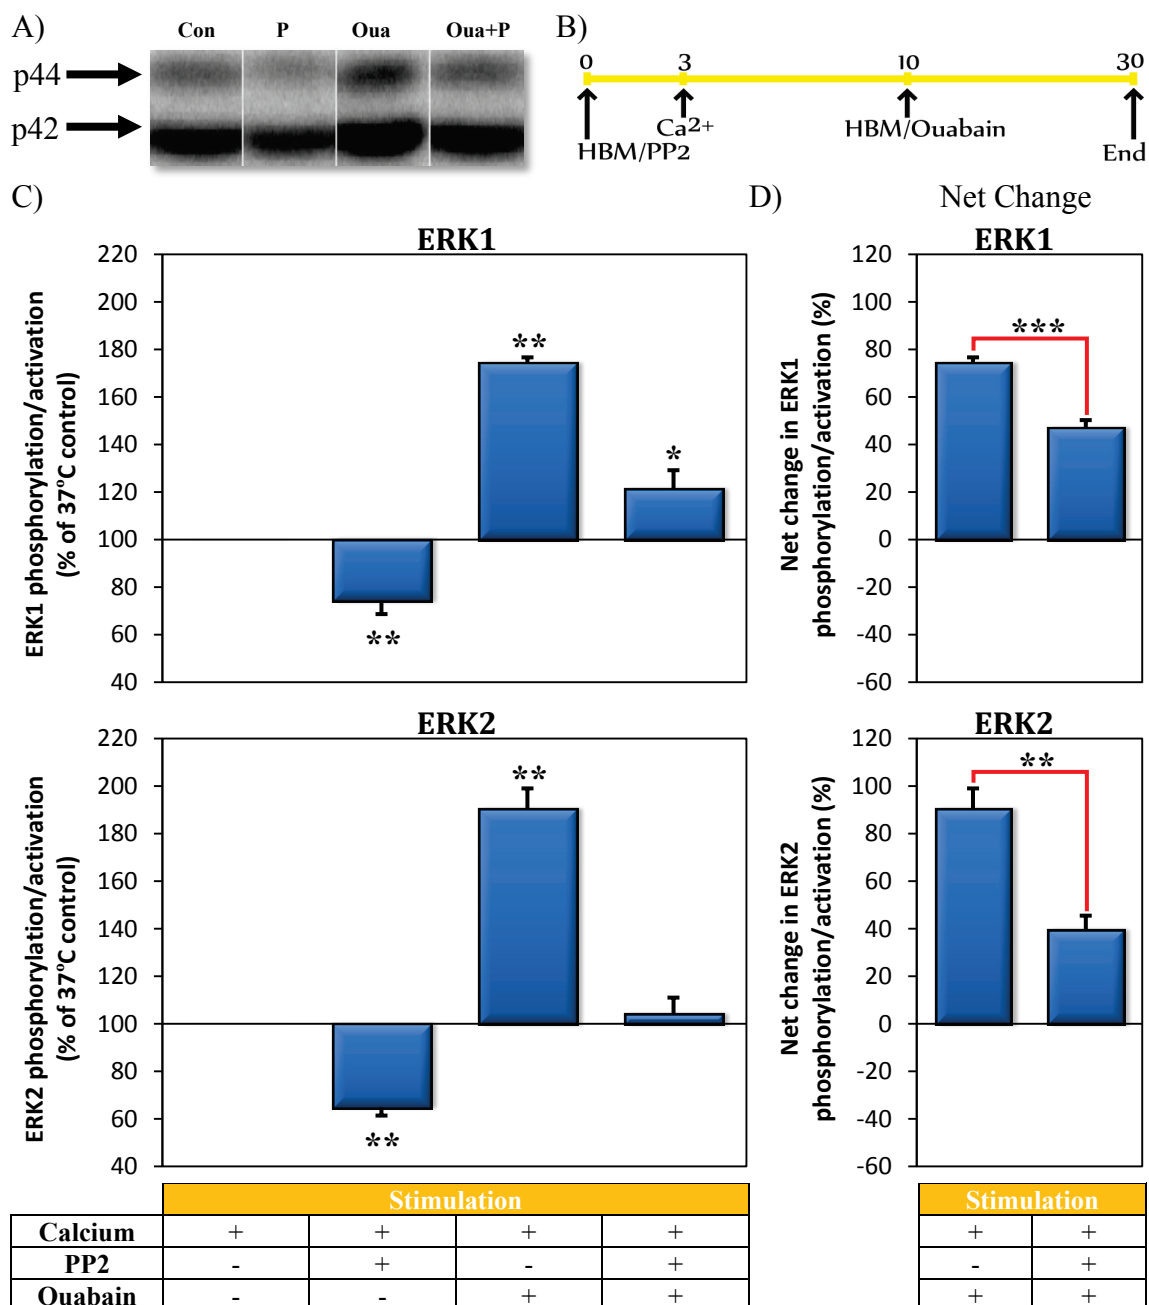 A)
Con P Oua Oua+P
p44
p42
B)
0 3 10 30
Ca2+
HBM/Ouabain
HBM/PP2
End
C)
ERK1
220
200
180
160
140
120
100
80
60
40
ERK1 phosphorylation/activation
(% of 37°C control)
**
**
*
D)
Net Change
ERK1
120
100
80
60
40
20
0
-20
-40
-60
Net change in ERK1
phosphorylation/activation (%)
***
ERK2
220
200
180
160
140
120
100
80
60
40
ERK2 phosphorylation/activation
(% of 37°C control)
**
**
ERK2
120
100
80
60
40
20
0
-20
-40
-60
Net change in ERK2
phosphorylation/activation (%)
**
Stimulation
Calcium + + + +
PP2 - + - +
Ouabain - - + +
Stimulation
+ +
- +
+ +